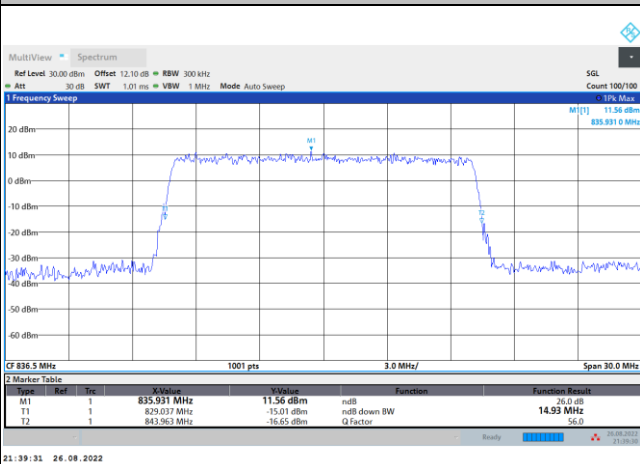 MultiView Spectrum
Ref Level 30.00 dBm Offset 12.10 dB RBW 300 kHz SGL
Att 30 dB SWT 1.01 ms VBW 1 MHz Mode Auto Sweep Count 100/100
1 Frequency Sweep 1Pk Max
M1[1] 11.56 dBm
835.931 0 MHz
20 dBm
M1
10 dBm
0 dBm
-10 dBm
T1 T2
-20 dBm
-30 dBm
-40 dBm
-50 dBm
-60 dBm
CF 836.5 MHz 1001 pts 3.0 MHz/ Span 30.0 MHz
2 Marker Table
Type Ref Trc X-Value Y-Value Function Function Result
M1 1 835.931 MHz 11.56 dBm ndB 26.0 dB
T1 1 829.037 MHz -15.01 dBm ndB down BW 14.93 MHz
T2 1 843.963 MHz -16.65 dBm Q Factor 56.0
Ready 26.08.2022
21:39:30
21:39:31 26.08.2022